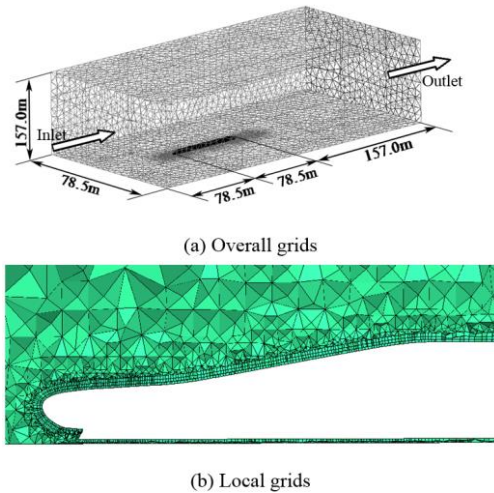 Outlet
157.0m
Inlet
78.5m
78.5m
78.5m
157.0m
(a) Overall grids
(b) Local grids